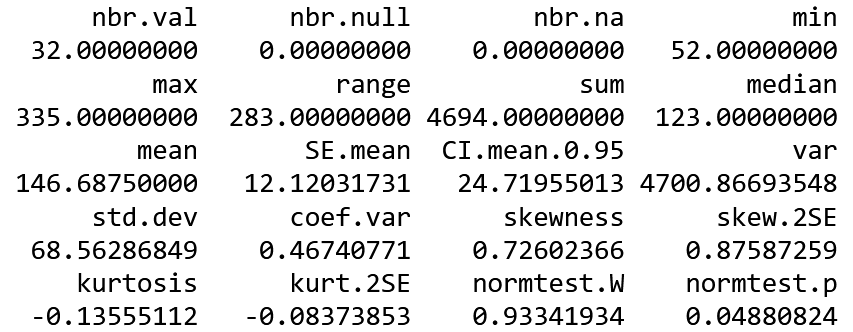 nbr.val nbr.null nbr.na min
32.00000000 0.00000000 0.00000000 52.00000000
max range sum median
335.00000000 283.00000000 4694.00000000 123.00000000
mean SE.mean CI.mean.0.95 var
146.68750000 12.12031731 24.71955013 4700.86693548
std.dev coef.var skewness skew.2SE
68.56286849 0.46740771 0.72602366 0.87587259
kurtosis kurt.2SE normtest.W normtest.p
-0.13555112 -0.08373853 0.93341934 0.04880824